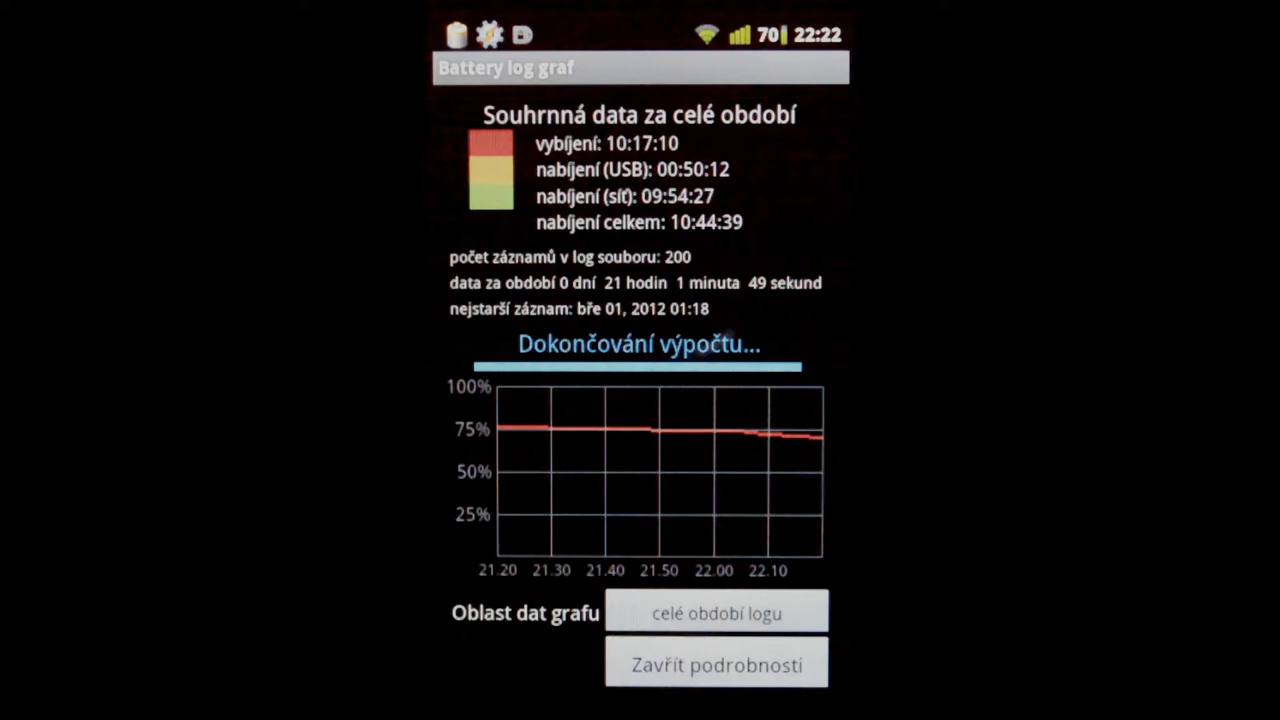 70 22:22
Battery log graf
Souhrnná data za celé období
vybíjení: 10:17:10
nabíjení (USB): 00:50:12
nabíjení (síť): 09:54:27
nabíjení celkem: 10:44:39
počet záznamů v log souboru: 200
data za období 0 dní 21 hodin 1 minuta 49 sekund
nejstarší záznam: bře 01, 2012 01:18
Dokončování výpočtu...
100%
75%
50%
25%
21.20 21.30 21.40 21.50 22.00 22.10
Oblast dat grafu celé období logu
Zavřít podrobnosti